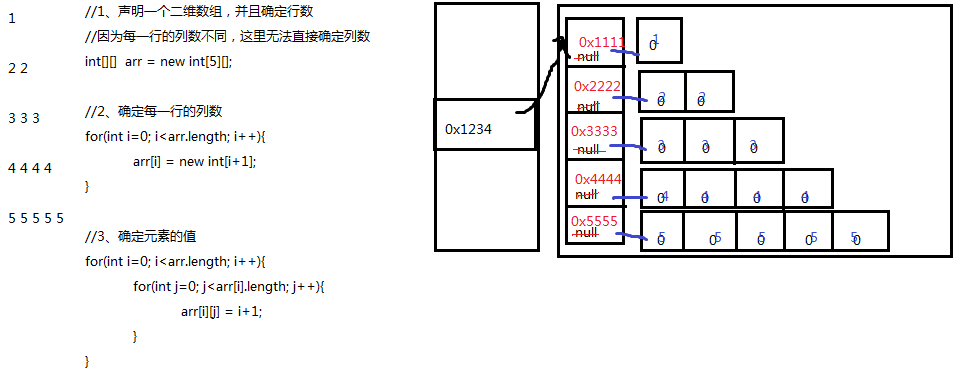 1
2 2
3 3 3
4 4 4 4
5 5 5 5 5
//1、声明一个二维数组，并且确定行数
//因为每一行的列数不同，这里无法直接确定列数
int[][] arr = new int[5][];
//2、确定每一行的列数
for(int i=0; i<arr.length; i++){
arr[i] = new int[i+1];
}
//3、确定元素的值
for(int i=0; i<arr.length; i++){
for(int j=0; j<arr[i].length; j++){
arr[i][j] = i+1;
}
}
0x1234
0x1111
null
0 1
0x2222
null
0 2 0 2
0x3333
null
0 3 0 3 0 3
0x4444
null
0 4 0 4 0 4 0 4
0x5555
null
0 5 0 5 0 5 0 5 0 5